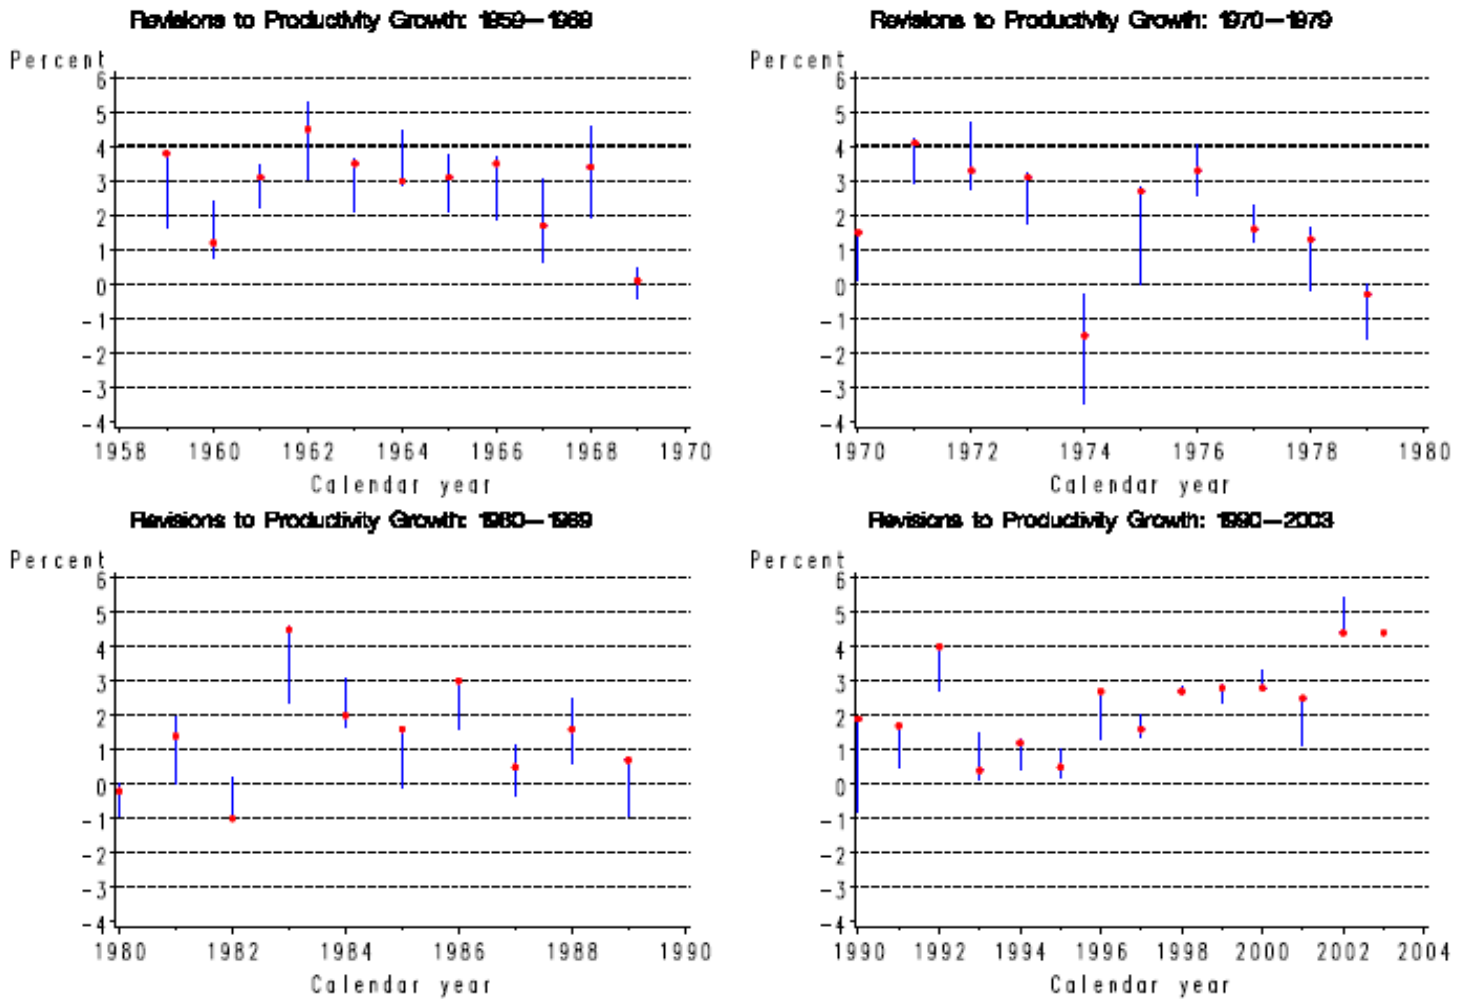 Revisions to Productivity Growth: 1959—1969
Percent
6
5
4
3
2
1
0
-1
-2
-3
-4
1958 1960 1962 1964 1966 1968 1970
Calendar year
Revisions to Productivity Growth: 1970—1979
Percent
6
5
4
3
2
1
0
-1
-2
-3
-4
1970 1972 1974 1976 1978 1980
Calendar year
Revisions to Productivity Growth: 1980—1989
Percent
6
5
4
3
2
1
0
-1
-2
-3
-4
1980 1982 1984 1986 1988 1990
Calendar year
Revisions to Productivity Growth: 1990—2003
Percent
6
5
4
3
2
1
0
-1
-2
-3
-4
1990 1992 1994 1996 1998 2000 2002 2004
Calendar year